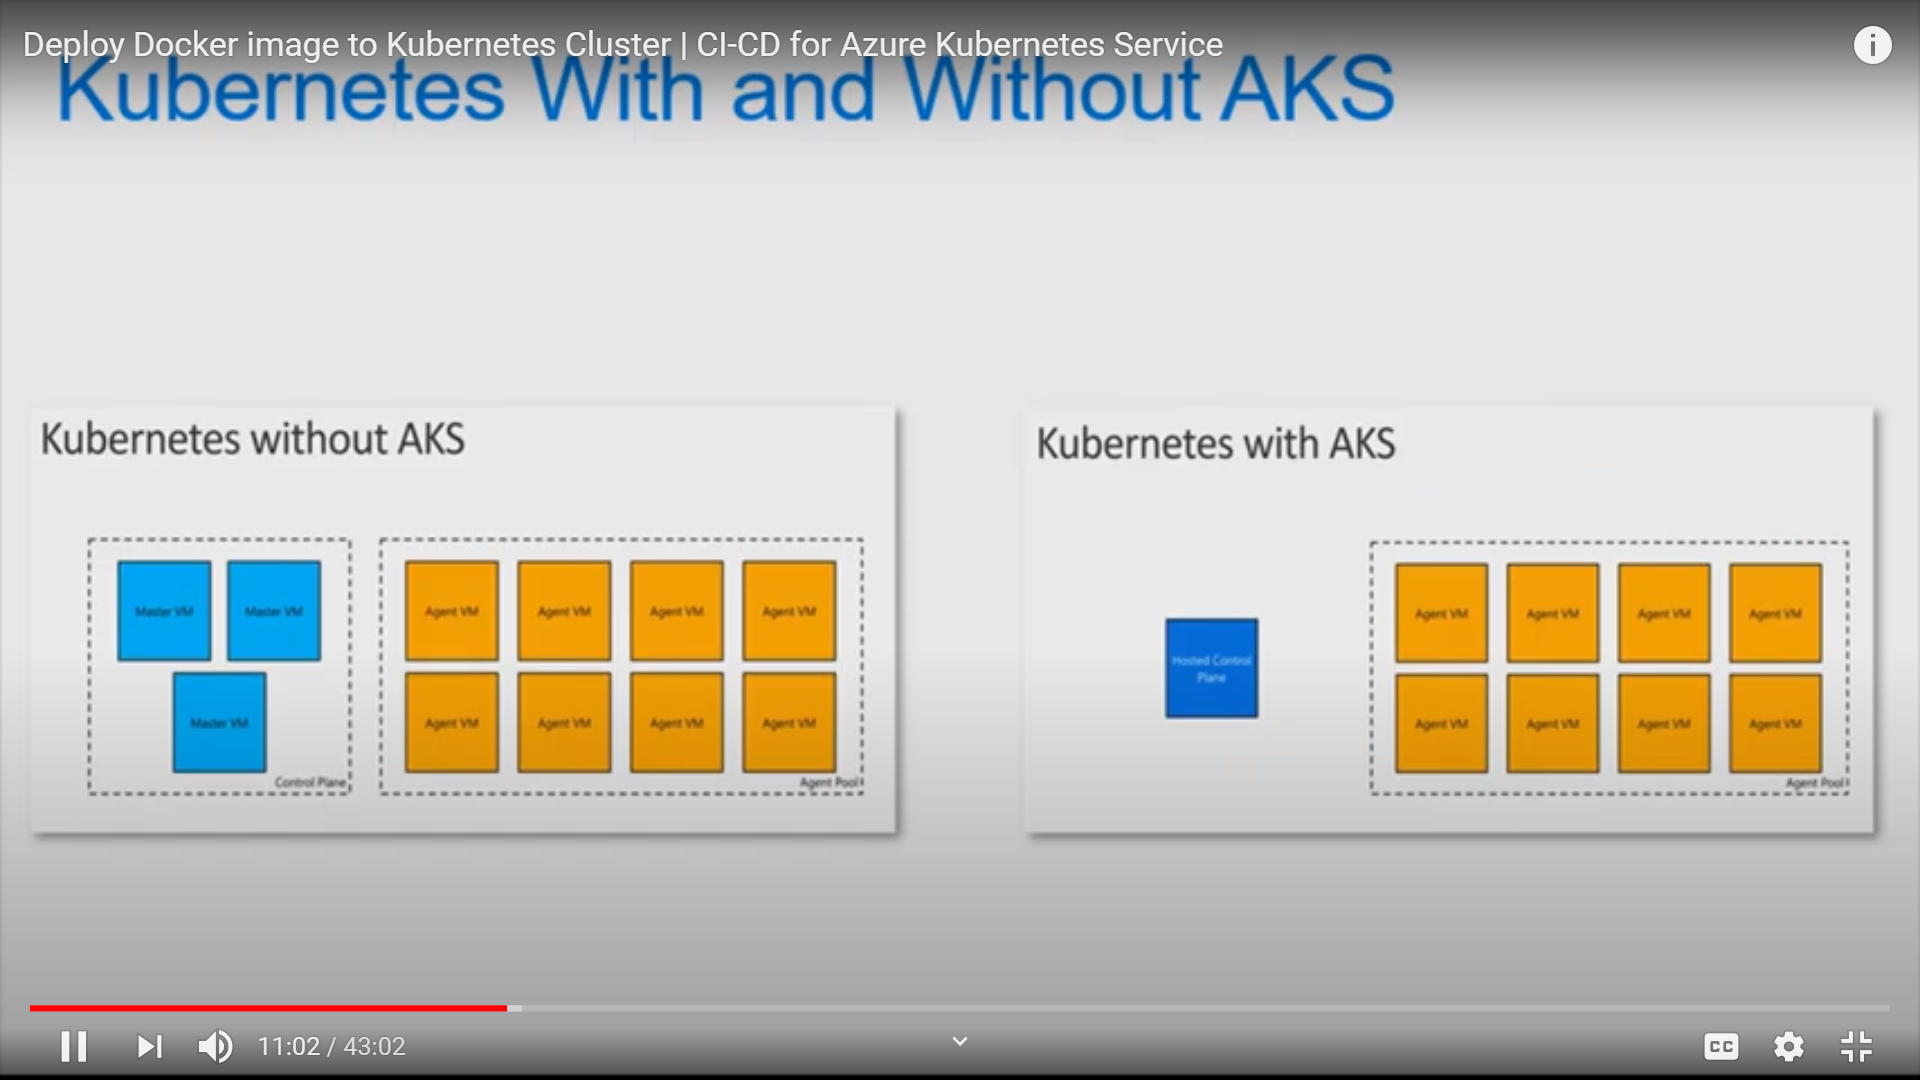 Deploy Docker image to Kubernetes Cluster | CI-CD for Azure Kubernetes Service
Kubernetes With and Without AKS
Kubernetes without AKS
Master VM Master VM
Master VM
Control Plane
Agent VM Agent VM Agent VM Agent VM
Agent VM Agent VM Agent VM Agent VM
Agent Pool
Kubernetes with AKS
Hosted Control
Plane
Agent VM Agent VM Agent VM Agent VM
Agent VM Agent VM Agent VM Agent VM
Agent Pool
11:02 / 43:02
CC